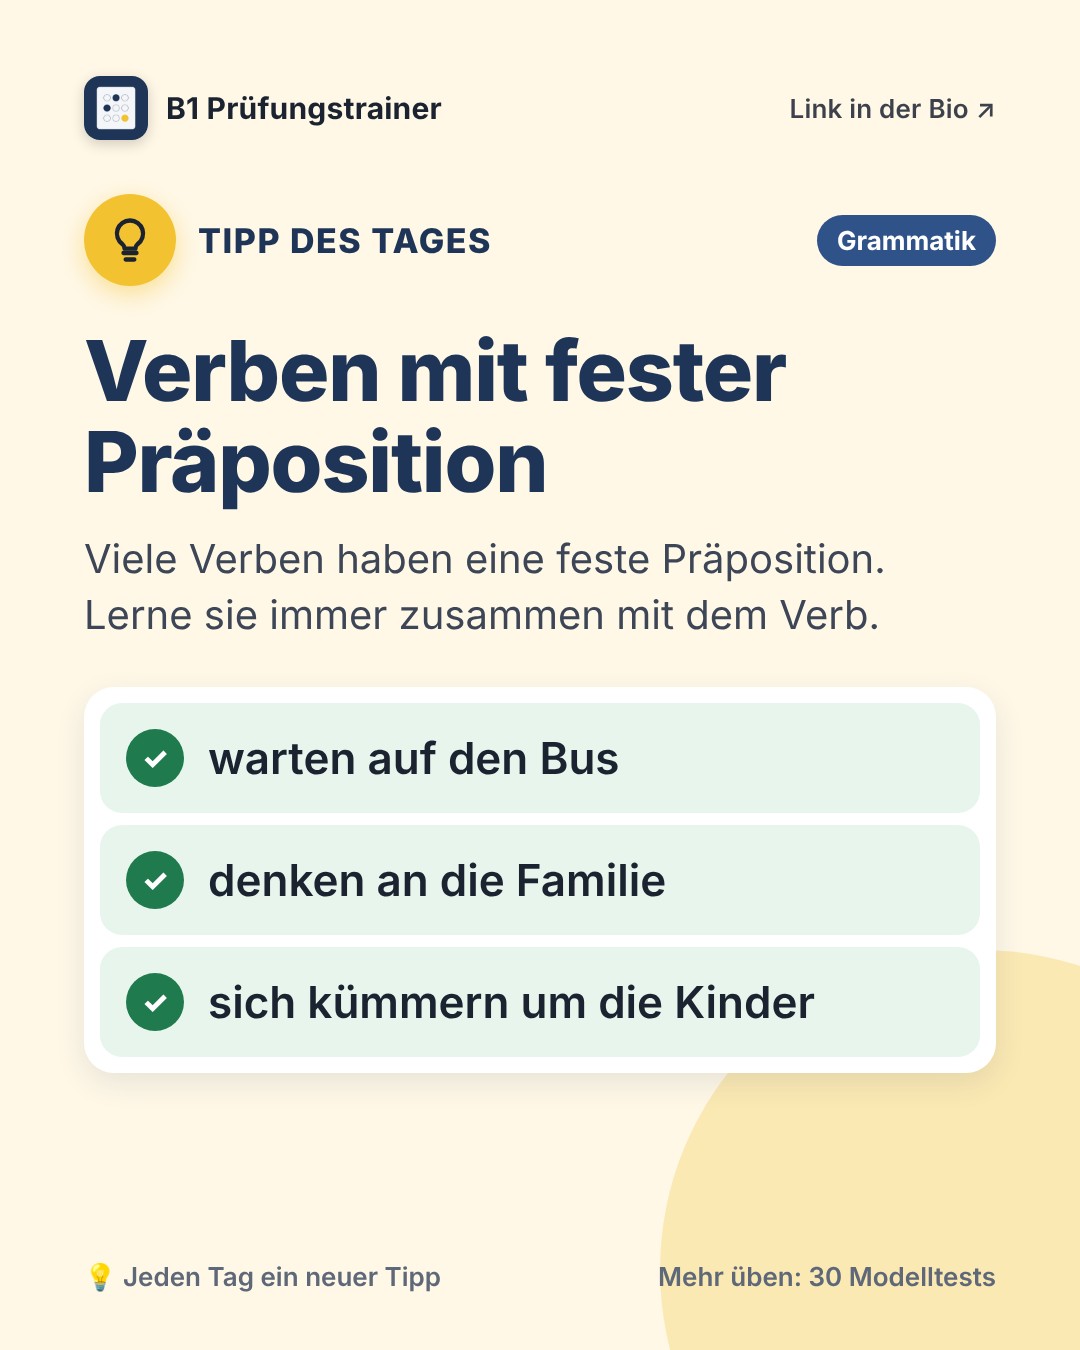 B1 Prüfungstrainer
Link in der Bio ↗
TIPP DES TAGES
Grammatik
Verben mit fester
Präposition
Viele Verben haben eine feste Präposition.
Lerne sie immer zusammen mit dem Verb.
warten auf den Bus
denken an die Familie
sich kümmern um die Kinder
💡 Jeden Tag ein neuer Tipp
Mehr üben: 30 Modelltests